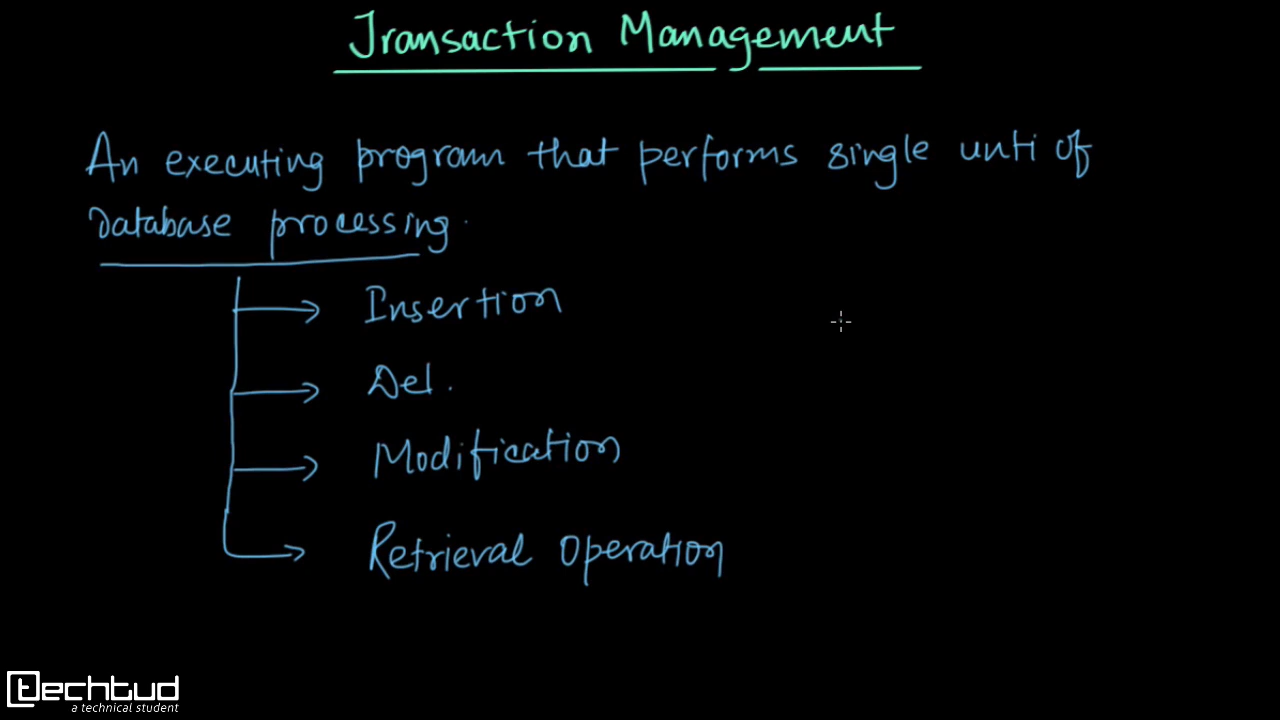 Transaction Management
An executing program that performs single unti of
Database processing.
Insertion
Del.
Modification
Retrieval Operation
techtud
a technical student